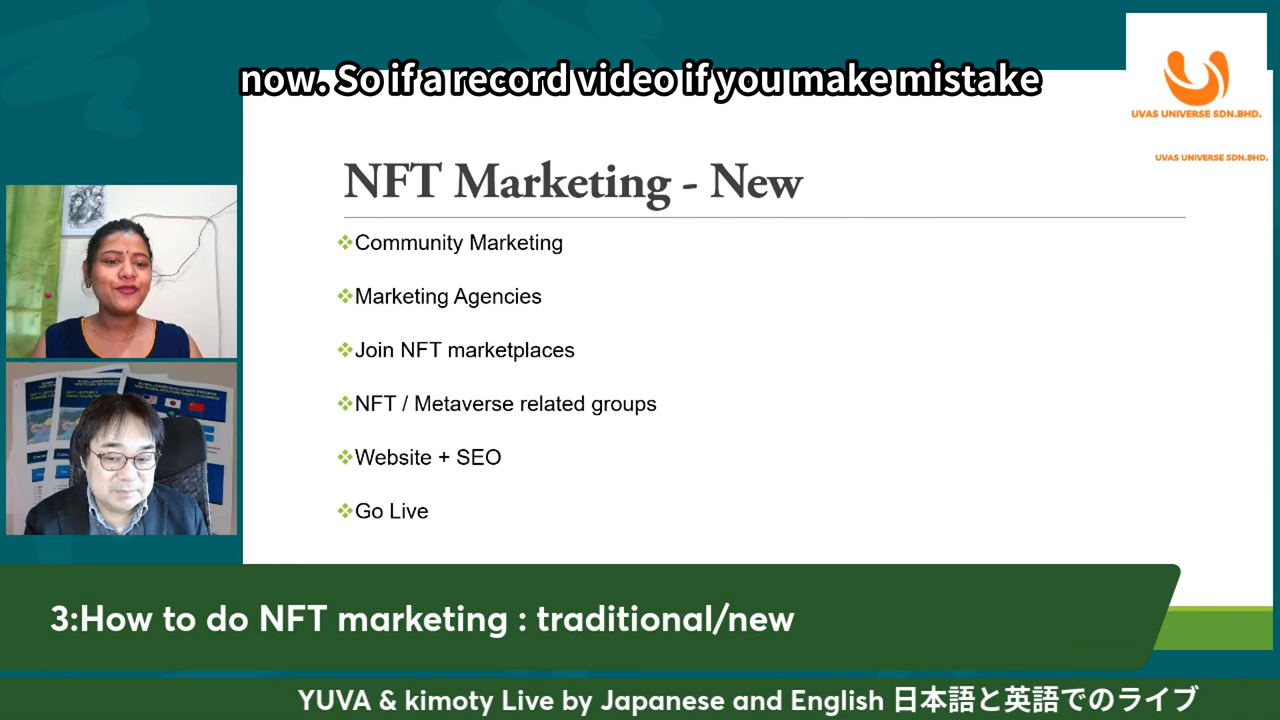 now. So if a record video if you make mistake
UVAS UNIVERSE SDN.BHD.
UVAS UNIVERSE SDN.BHD.
NFT Marketing - New
Community Marketing
Marketing Agencies
Join NFT marketplaces
NFT / Metaverse related groups
Website + SEO
Go Live
3:How to do NFT marketing : traditional/new
YUVA & kimoty Live by Japanese and English 日本語と英語でのライブ